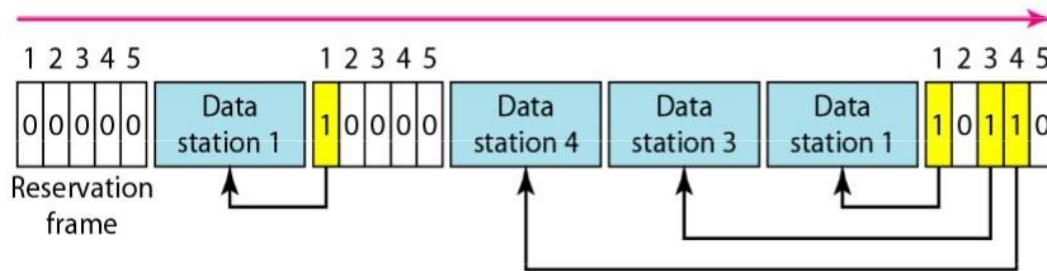 1 2 3 4 5 1 2 3 4 5 1 2 3 4 5
0 0 0 0 0 Data station 1 1 0 0 0 0 Data station 4 Data station 3 Data station 1 1 0 1 1 0
Reservation
frame